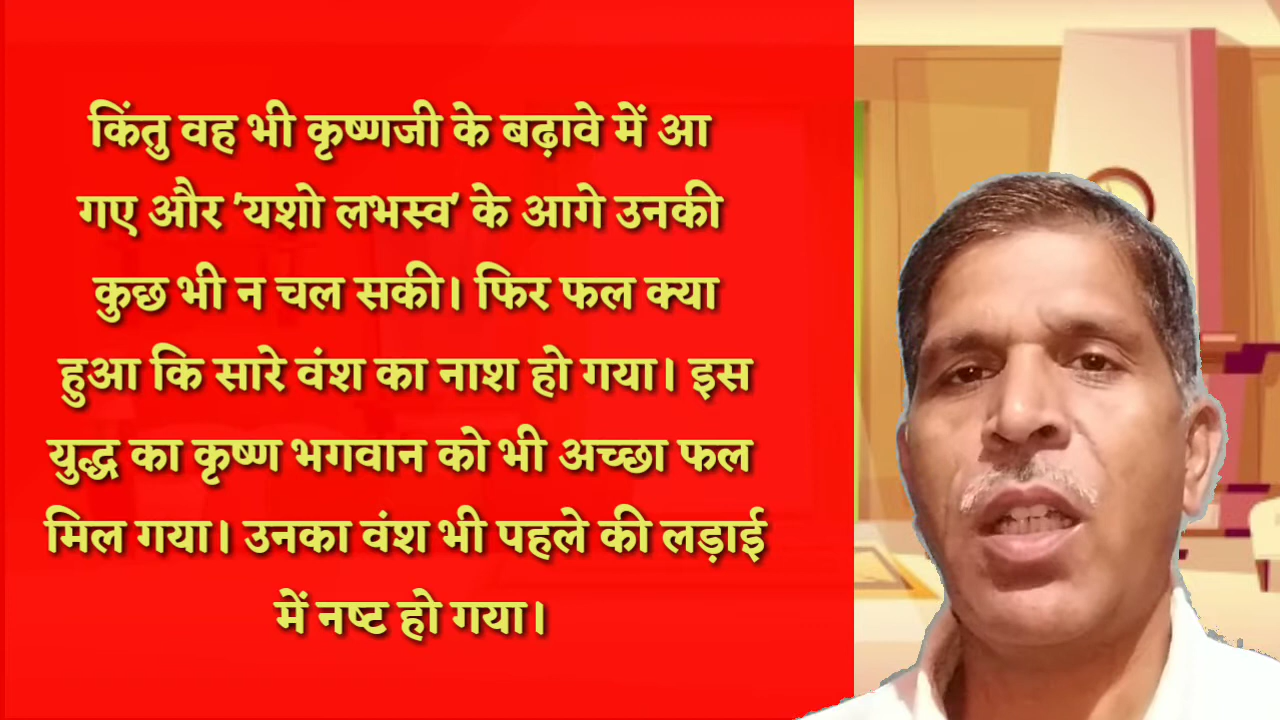 किंतु वह भी कृष्णजी के बढ़ावे में आ
गए और 'यशो लभस्व' के आगे उनकी
कुछ भी न चल सकी। फिर फल क्या
हुआ कि सारे वंश का नाश हो गया। इस
युद्ध का कृष्ण भगवान को भी अच्छा फल
मिल गया। उनका वंश भी पहले की लड़ाई
में नष्ट हो गया।